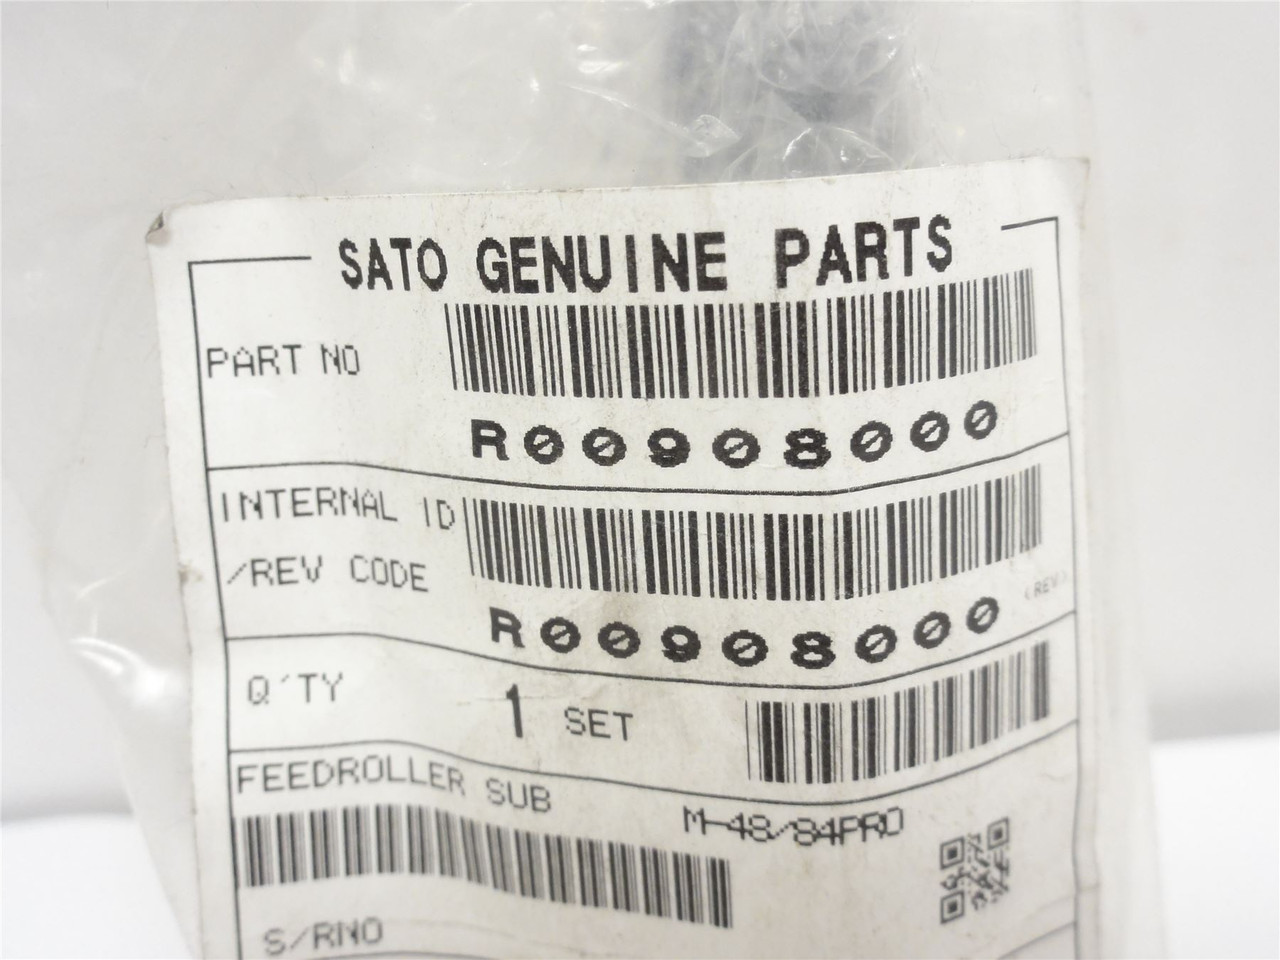 SATO GENUINE PARTS
PART NO
R00908000
INTERNAL ID
/REV CODE
R00908000
(REV)
Q'TY 1 SET
FEEDROLLER SUB
M-48/84PRO
S/RNO